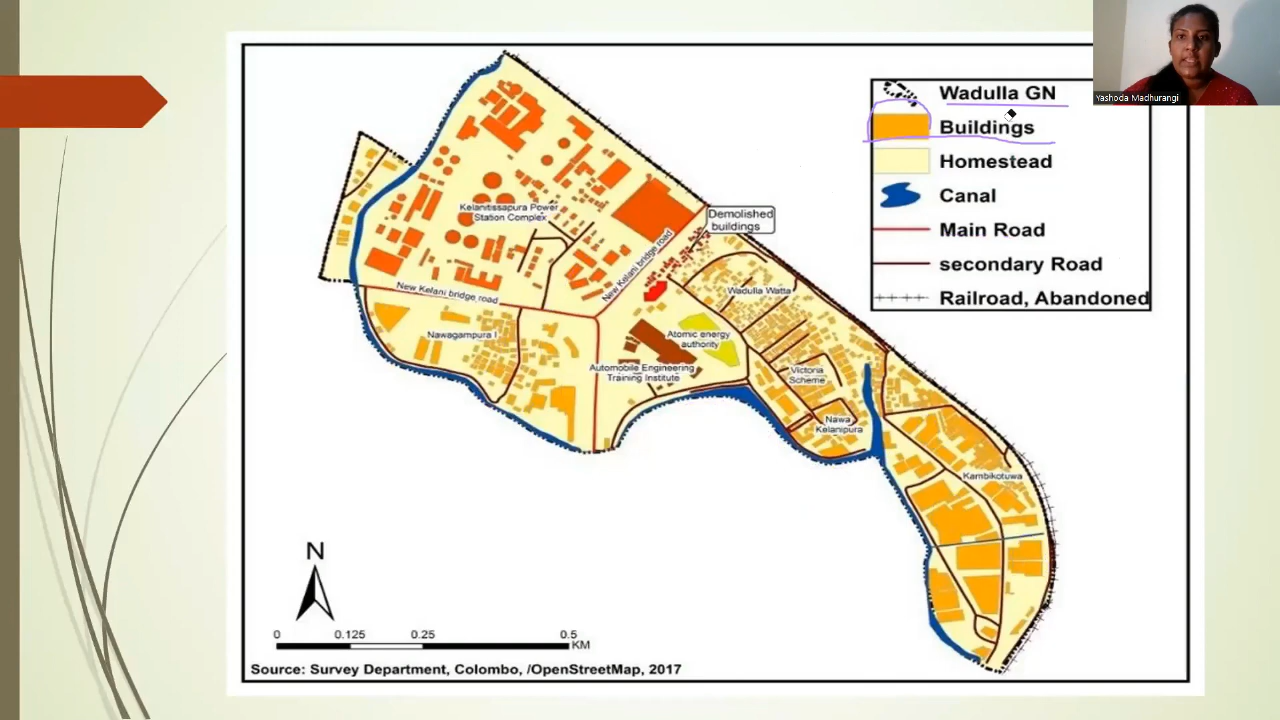 Yashoda Madhurangi
Wadulla GN
Buildings
Homestead
Canal
Main Road
secondary Road
Railroad, Abandoned
Kelanitissapura Power
Station Complex
Demolished
buildings
New Kelani bridge road
New Kelani bridge road
Wadulla Watta
Nawagampura I
Atomic energy
authority
Automobile Engineering
Training Institute
Victoria
Scheme
Nawa
Kelanipura
Kambikotuwa
N
0 0.125 0.25 0.5
KM
Source: Survey Department, Colombo, /OpenStreetMap, 2017